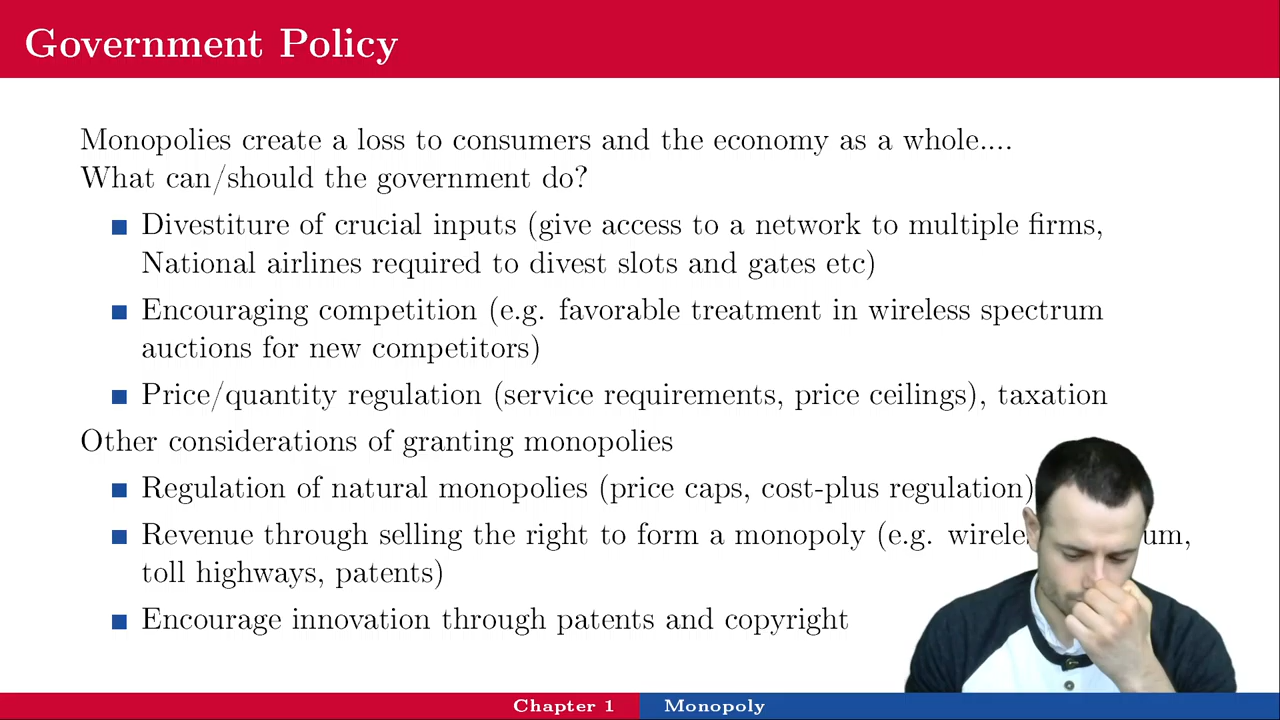 Government Policy
Monopolies create a loss to consumers and the economy as a whole....
What can/should the government do?
Divestiture of crucial inputs (give access to a network to multiple firms,
National airlines required to divest slots and gates etc)
Encouraging competition (e.g. favorable treatment in wireless spectrum
auctions for new competitors)
Price/quantity regulation (service requirements, price ceilings), taxation
Other considerations of granting monopolies
Regulation of natural monopolies (price caps, cost-plus regulation)
Revenue through selling the right to form a monopoly (e.g.
toll highways, patents)
Encourage innovation through patents and copyright
Chapter 1 Monopoly